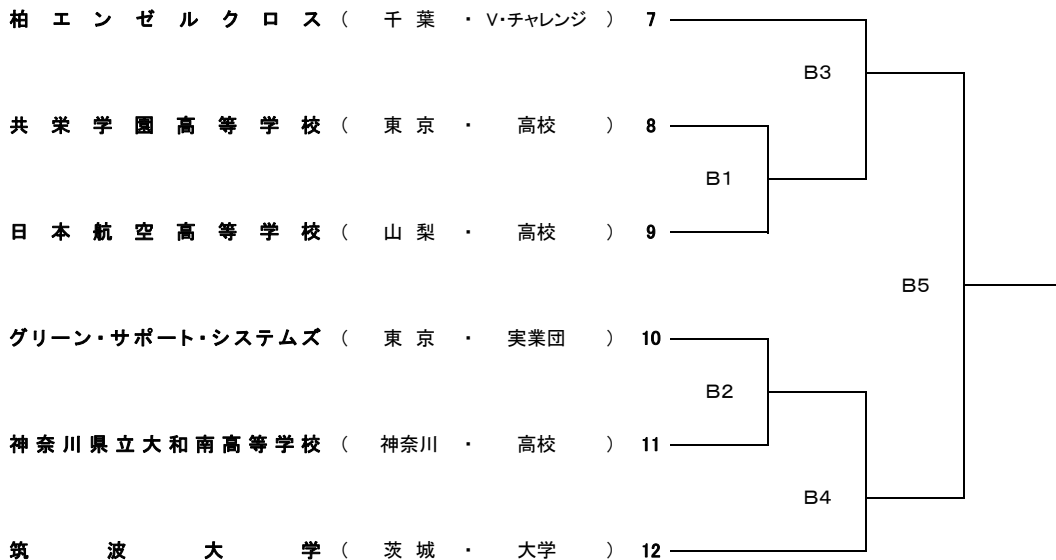 柏エンゼルクロス ( 千葉 ・ V・チャレンジ ) 7
B3
共栄学園高等学校 ( 東京 ・ 高校 ) 8
B1
日本航空高等学校 ( 山梨 ・ 高校 ) 9
B5
グリーン・サポート・システムズ ( 東京 ・ 実業団 ) 10
B2
神奈川県立大和南高等学校 ( 神奈川 ・ 高校 ) 11
B4
筑波大学 ( 茨城 ・ 大学 ) 12